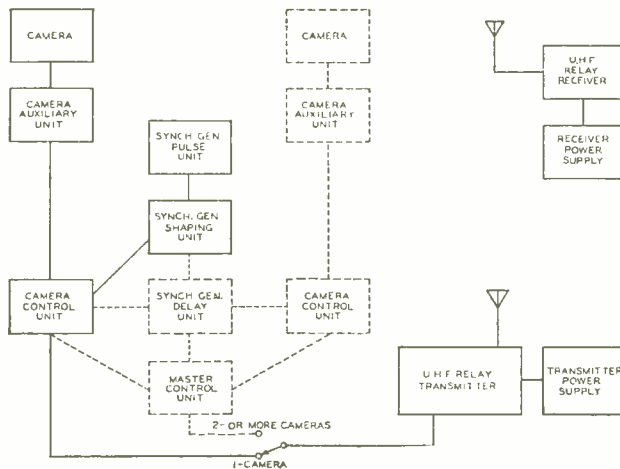 CAMERA
CAMERA
AUXILIARY
UNIT
SYNCH. GEN
PULSE
UNIT
SYNCH. GEN
SHAPING
UNIT
CAMERA
CONTROL
UNIT
SYNCH GEN.
DELAY
UNIT
MASTER
CONTROL
UNIT
CAMERA
CAMERA
AUXILIARY
UNIT
CAMERA
CONTROL
UNIT
2- OR MORE CAMERAS
1-CAMERA
U.H.F
RELAY
RECEIVER
RECEIVER
POWER
SUPPLY
U.H.F RELAY
TRANSMITTER
TRANSMITTER
POWER
SUPPLY